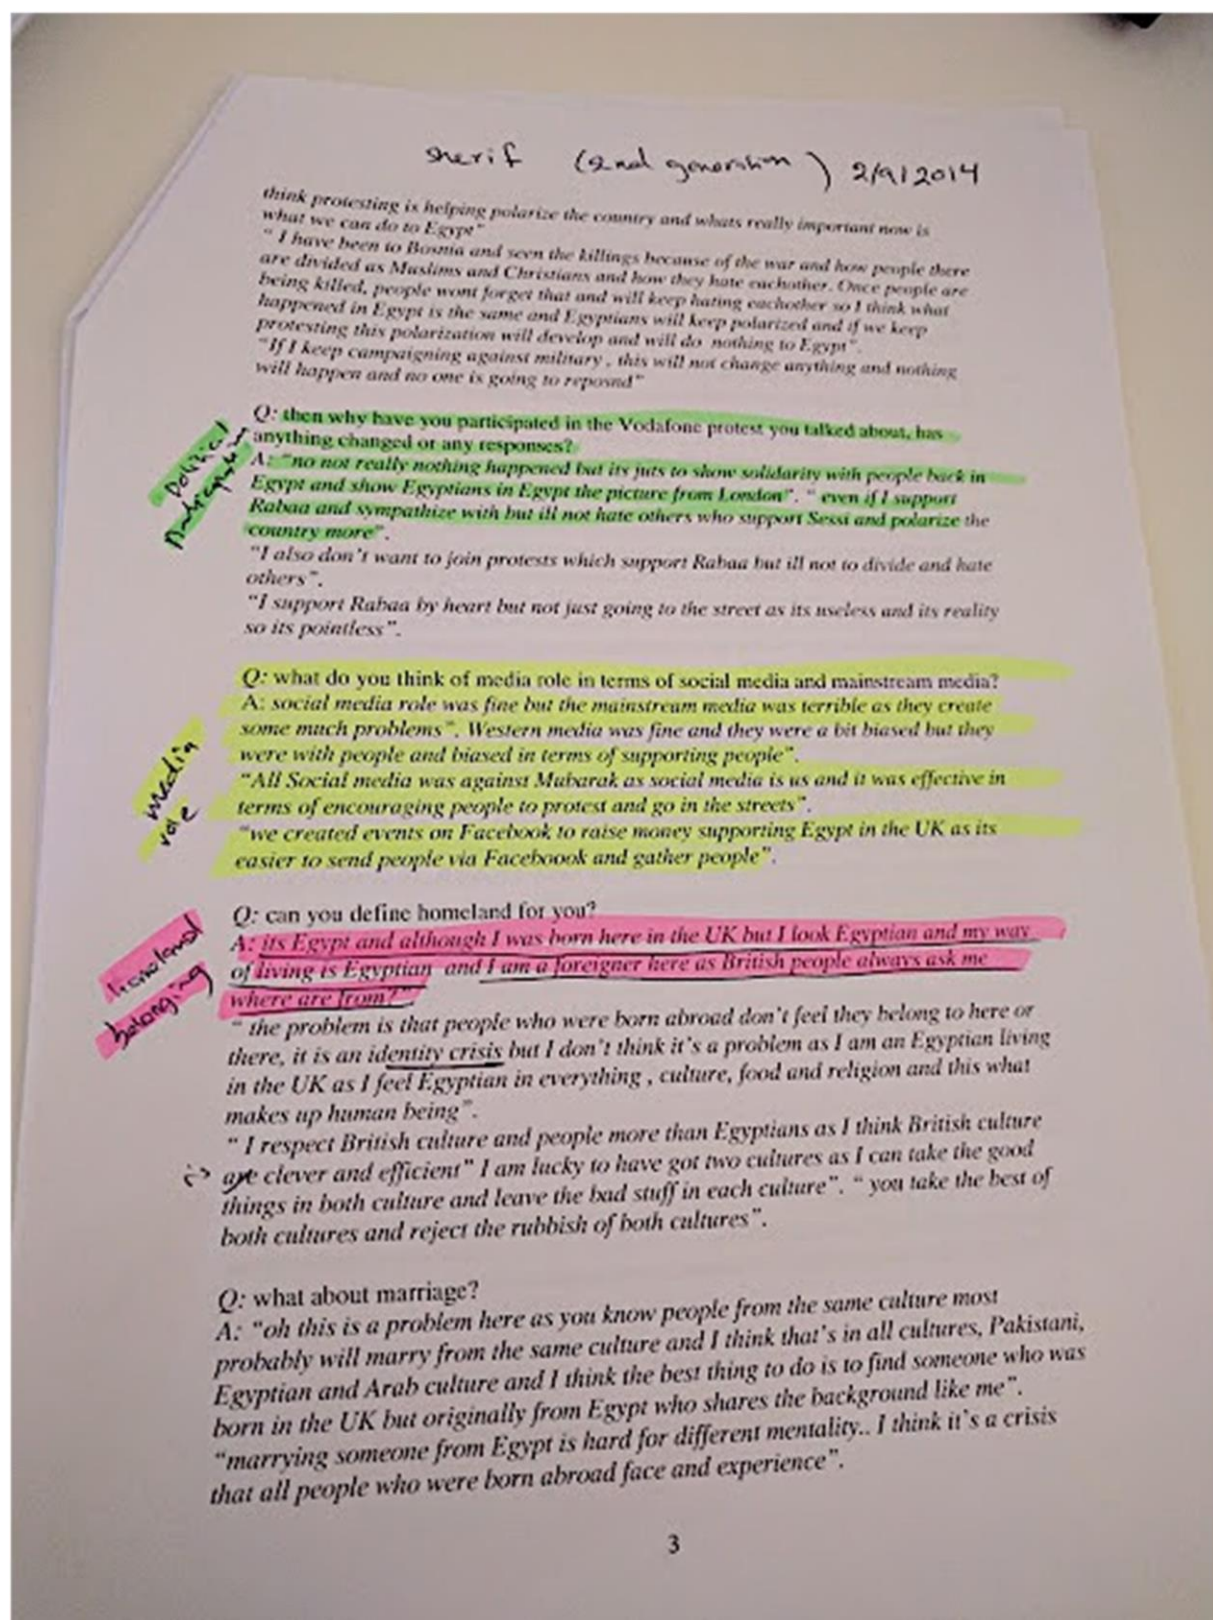 sherif (2nd generation) 2/9/2014
think protesting is helping polarize the country and whats really important now is
what we can do to Egypt"
" I have been to Bosnia and seen the killings because of the war and how people there
are divided as Muslims and Christians and how they hate eachother. Once people are
being killed, people wont forget that and will keep hating eachother so I think what
happened in Egypt is the same and Egyptians will keep polarized and if we keep
protesting this polarization will develop and will do nothing to Egypt".
"If I keep campaigning against military , this will not change anything and nothing
will happen and no one is going to reposnd"
Q: then why have you participated in the Vodafone protest you talked about, has
anything changed or any responses?
Political
Participation
A: "no not really nothing happened but its juts to show solidarity with people back in
Egypt and show Egyptians in Egypt the picture from London". " even if I support
Rabaa and sympathize with but ill not hate others who support Sessi and polarize the
country more".
"I also don't want to join protests which support Rabaa but ill not to divide and hate
others".
"I support Rabaa by heart but not just going to the street as its useless and its reality
so its pointless".
Q: what do you think of media role in terms of social media and mainstream media?
A: social media role was fine but the mainstream media was terrible as they create
some much problems". Western media was fine and they were a bit biased but they
were with people and biased in terms of supporting people".
media
role
"All Social media was against Mubarak as social media is us and it was effective in
terms of encouraging people to protest and go in the streets".
"we created events on Facebook to raise money supporting Egypt in the UK as its
easier to send people via Faceboook and gather people".
Q: can you define homeland for you?
homeland
belonging
A: its Egypt and although I was born here in the UK but I look Egyptian and my way
of living is Egyptian and I am a foreigner here as British people always ask me
where are from?"
" the problem is that people who were born abroad don't feel they belong to here or
there, it is an identity crisis but I don't think it's a problem as I am an Egyptian living
in the UK as I feel Egyptian in everything , culture, food and religion and this what
makes up human being".
" I respect British culture and people more than Egyptians as I think British culture
is are clever and efficient" I am lucky to have got two cultures as I can take the good
things in both culture and leave the bad stuff in each culture". " you take the best of
both cultures and reject the rubbish of both cultures".
Q: what about marriage?
A: "oh this is a problem here as you know people from the same culture most
probably will marry from the same culture and I think that's in all cultures, Pakistani,
Egyptian and Arab culture and I think the best thing to do is to find someone who was
born in the UK but originally from Egypt who shares the background like me".
"marrying someone from Egypt is hard for different mentality.. I think it's a crisis
that all people who were born abroad face and experience".
3